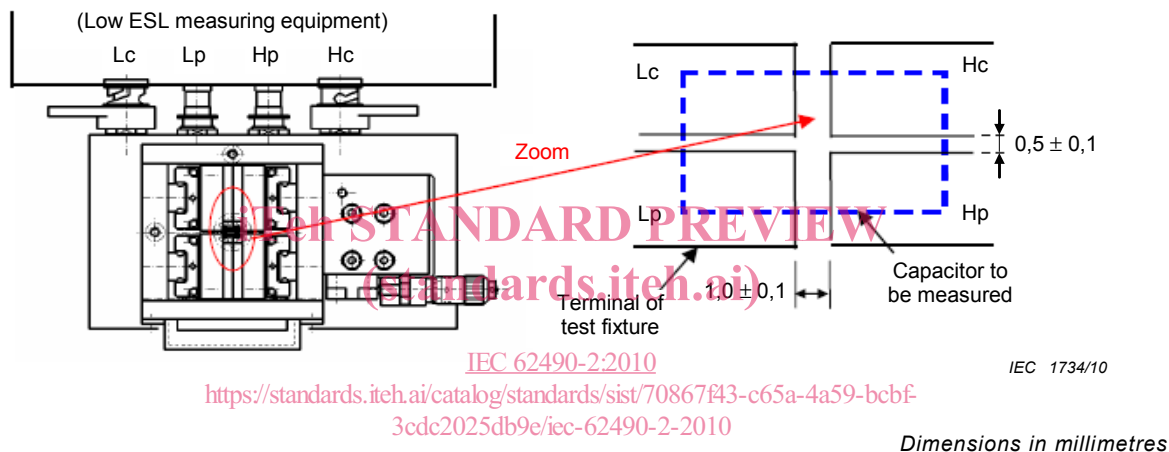 (Low ESL measuring equipment)
Lc Lp Hp Hc
Zoom
Lc
Hc
0,5 ± 0,1
Lp
Hp
1,0 ± 0,1
Terminal of
test fixture
Capacitor to
be measured
iTeh STANDARD PREVIEW
(standards.iteh.ai)
IEC 62490-2:2010
https://standards.iteh.ai/catalog/standards/sist/70867f43-c65a-4a59-bcbf-
3cdc2025db9e/iec-62490-2-2010
IEC 1734/10
Dimensions in millimetres